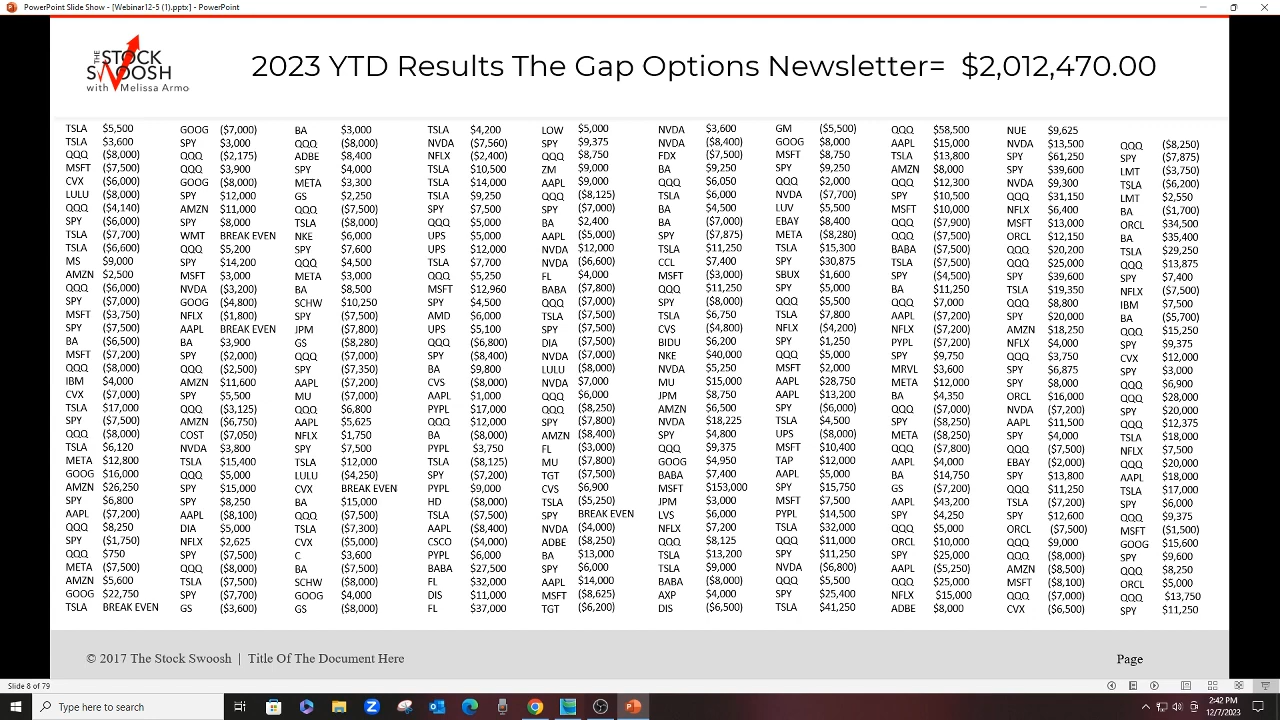 PowerPoint Slide Show - [Webinar12-5 (1).pptx] - PowerPoint
THE STOCK SWOOSH
with Melissa Armo
2023 YTD Results The Gap Options Newsletter= $2,012,470.00
TSLA $5,500
TSLA $3,600
QQQ ($8,000)
MSFT ($7,500)
CVX ($6,000)
LULU ($8,000)
QQQ ($4,140)
SPY ($6,000)
TSLA ($7,700)
TSLA ($6,600)
MS $9,000
AMZN $2,500
QQQ ($6,000)
SPY ($7,000)
MSFT ($3,750)
SPY ($7,500)
BA ($6,500)
MSFT ($7,200)
QQQ ($8,000)
IBM $4,000
CVX ($7,000)
TSLA $17,000
SPY ($7,500)
QQQ ($8,000)
TSLA $6,120
META $12,800
GOOG $16,000
AMZN $26,250
SPY $6,800
AAPL ($7,200)
QQQ $8,250
SPY ($1,750)
QQQ $750
META ($7,500)
AMZN $5,600
GOOG $22,750
TSLA BREAK EVEN
GOOG ($7,000)
SPY $3,000
QQQ ($2,175)
QQQ $3,900
GOOG ($8,000)
SPY $12,000
AMZN $11,000
SPY $8,000
WMT BREAK EVEN
QQQ $5,200
SPY $14,200
MSFT $3,000
NVDA ($3,200)
GOOG ($4,800)
NFLX ($1,800)
AAPL BREAK EVEN
BA $3,900
SPY ($2,000)
QQQ ($2,500)
AMZN $11,600
SPY $5,500
QQQ ($3,125)
AMZN ($6,750)
COST ($7,050)
NVDA $3,800
TSLA $15,400
QQQ $5,000
SPY $15,000
SPY $8,250
AAPL ($8,100)
DIA $5,000
NFLX $2,625
SPY ($7,500)
QQQ ($8,000)
TSLA ($7,500)
SPY ($7,700)
GS ($3,600)
BA $3,000
QQQ ($8,000)
ADBE $8,400
SPY $4,000
META $3,300
GS $2,250
QQQ ($7,500)
TSLA ($8,000)
NKE $6,000
SPY $7,600
QQQ $4,500
META $3,000
BA $8,500
SCHW $10,250
SPY ($7,500)
JPM ($7,800)
GS ($8,280)
QQQ ($7,000)
SPY ($7,350)
AAPL ($7,200)
MU ($7,000)
QQQ $6,800
AAPL $5,625
NFLX $1,750
SPY $7,500
TSLA $12,000
LULU ($4,250)
CVX BREAK EVEN
BA $15,000
QQQ ($7,500)
TSLA ($7,300)
CVX ($5,000)
C $3,600
BA ($7,500)
SCHW ($8,000)
GOOG $4,000
GS ($8,000)
TSLA $4,200
NVDA ($7,560)
NFLX ($2,400)
TSLA $10,500
TSLA $14,000
TSLA $9,250
SPY $7,500
QQQ $5,000
UPS $5,000
UPS $12,000
TSLA $7,700
QQQ $5,250
MSFT $12,960
SPY $4,500
AMD $6,000
UPS $5,100
QQQ ($6,800)
SPY ($8,400)
BA $9,800
CVS ($8,000)
AAPL $1,000
PYPL $17,000
QQQ $12,000
BA ($8,000)
PYPL $3,750
TSLA ($8,125)
SPY ($7,200)
PYPL $9,000
HD ($8,000)
TSLA ($7,500)
AAPL ($8,400)
CSCO ($4,000)
PYPL $6,000
BABA $27,500
FL $32,000
DIS $11,000
FL $37,000
LOW $5,000
SPY $9,375
QQQ $8,750
ZM $9,000
AAPL $9,000
QQQ ($8,125)
SPY ($7,000)
BA $2,400
AAPL ($5,000)
NVDA $12,000
NVDA ($6,600)
FL $4,000
BABA ($7,800)
QQQ ($7,000)
TSLA ($7,500)
SPY ($7,500)
DIA ($7,500)
NVDA ($7,000)
LULU ($8,000)
NVDA $7,000
QQQ $6,000
QQQ ($8,250)
SPY ($7,800)
AMZN ($8,400)
FL ($3,000)
MU ($7,800)
TGT ($7,500)
CVS $6,900
TSLA ($5,250)
SPY BREAK EVEN
NVDA ($4,000)
ADBE ($8,250)
BA $13,000
SPY $6,000
AAPL $14,000
MSFT ($8,625)
TGT ($6,200)
NVDA $3,600
NVDA ($8,400)
FDX ($7,500)
BA $9,250
QQQ $6,050
TSLA $6,000
BA $4,500
BA ($7,000)
SPY ($7,875)
TSLA $11,250
CCL $7,400
MSFT ($3,000)
QQQ $11,250
SPY ($8,000)
TSLA $6,750
CVS ($4,800)
BIDU $6,200
NKE $40,000
NVDA $5,250
MU $15,000
JPM $8,750
AMZN $6,500
NVDA $18,225
SPY $4,800
QQQ $9,375
GOOG $4,950
BABA $7,400
MSFT $153,000
JPM $3,000
LVS $6,000
NFLX $7,200
QQQ $8,125
TSLA $13,200
TSLA $9,000
BABA ($8,000)
AXP $4,000
DIS ($6,500)
GM ($5,500)
GOOG $8,000
MSFT $8,750
SPY $9,250
QQQ $2,000
NVDA ($7,700)
LUV $5,500
EBAY $8,400
META ($8,280)
TSLA $15,300
SPY $30,875
SBUX $1,600
SPY $5,000
QQQ $5,500
TSLA $7,800
NFLX ($4,200)
SPY $1,250
QQQ $5,000
MSFT $2,000
AAPL $28,750
AAPL $13,200
SPY ($6,000)
TSLA $4,500
UPS ($8,000)
MSFT $10,400
TAP $12,000
AAPL $5,000
SPY $15,750
MSFT $7,500
PYPL $14,500
TSLA $32,000
QQQ $11,000
SPY $11,250
NVDA ($6,800)
QQQ $5,500
SPY $25,400
TSLA $41,250
QQQ $58,500
AAPL $15,000
TSLA $13,800
AMZN $8,000
QQQ $12,300
SPY $10,500
MSFT $10,000
QQQ ($7,900)
QQQ ($7,500)
BABA ($7,500)
TSLA ($7,500)
SPY ($4,500)
BA $11,250
QQQ $7,000
AAPL ($7,200)
NFLX ($7,200)
PYPL ($7,200)
SPY $9,750
MRVL $3,600
META $12,000
BA $4,350
QQQ ($7,000)
SPY ($8,250)
META ($8,250)
QQQ ($7,800)
AAPL $4,000
BA $14,750
GS ($7,200)
AAPL $43,200
SPY $4,250
QQQ $5,000
ORCL $10,000
SPY $25,000
AAPL ($5,250)
QQQ $25,000
NFLX $15,000
ADBE $8,000
NUE $9,625
NVDA $13,500
SPY $61,250
SPY $39,600
NVDA $9,300
QQQ $31,150
NFLX $6,400
MSFT $13,000
ORCL $12,150
QQQ $20,200
QQQ $25,000
SPY $39,600
TSLA $19,350
QQQ $8,800
SPY $20,000
AMZN $18,250
NFLX $4,000
QQQ $3,750
SPY $6,875
SPY $8,000
ORCL $16,000
NVDA ($7,200)
AAPL $11,500
SPY $4,000
QQQ ($7,500)
EBAY ($2,000)
SPY $13,800
QQQ $11,250
TSLA ($7,200)
SPY $12,600
ORCL ($7,500)
QQQ $9,000
QQQ ($8,000)
AMZN ($8,500)
MSFT ($8,100)
QQQ ($7,000)
CVX ($6,500)
QQQ ($8,250)
SPY ($7,875)
LMT ($3,750)
TSLA ($6,200)
LMT $2,550
BA ($1,700)
ORCL $34,500
BA $35,400
TSLA $29,250
QQQ $13,875
SPY $7,400
NFLX ($7,500)
IBM $7,500
BA ($5,700)
QQQ $15,250
SPY $9,375
CVX $12,000
SPY $3,000
QQQ $6,900
QQQ $28,000
SPY $20,000
QQQ $12,375
TSLA $18,000
NFLX $7,500
QQQ $20,000
AAPL $18,000
TSLA $17,000
SPY $6,000
QQQ $9,375
MSFT ($1,500)
GOOG $15,600
SPY $9,600
QQQ $8,250
ORCL $5,000
QQQ $13,750
SPY $11,250
© 2017 The Stock Swoosh | Title Of The Document Here
Page
Slide 8 of 79
Type here to search
2:42 PM
12/7/2023